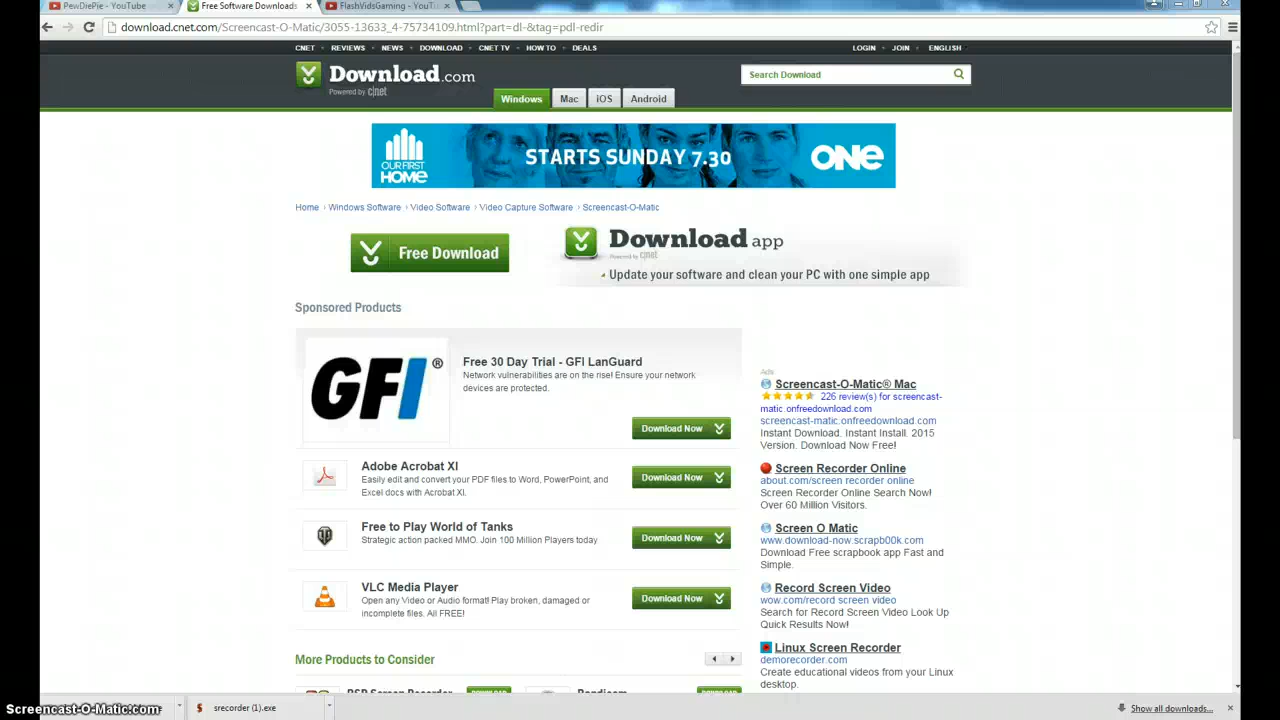 PewDiePie - YouTube
Free Software Downloads
FlashVidsGaming - YouT
download.cnet.com/Screencast-O-Matic/3055-13633_4-75734109.html?part=dl-&tag=pdl-redir
CNET REVIEWS NEWS DOWNLOAD CNET TV HOW TO DEALS
LOGIN JOIN ENGLISH
Download.com
Powered by c|net
Search Download
Windows Mac iOS Android
OUR FIRST
HOME
STARTS SUNDAY 7.30
ONE
Home › Windows Software › Video Software › Video Capture Software › Screencast-O-Matic
Free Download
Download app
Powered by c|net
Update your software and clean your PC with one simple app
Sponsored Products
GFI®
Free 30 Day Trial - GFI LanGuard
Network vulnerabilities are on the rise! Ensure your network
devices are protected.
Download Now
Adobe Acrobat XI
Easily edit and convert your PDF files to Word, PowerPoint, and
Excel docs with Acrobat XI.
Download Now
Free to Play World of Tanks
Strategic action packed MMO. Join 100 Million Players today
Download Now
VLC Media Player
Open any Video or Audio format! Play broken, damaged or
incomplete files. All FREE!
Download Now
More Products to Consider
BSR Screen Recorder
DOWNLOAD
Bandicam
DOWNLOAD
Ads
Screencast-O-Matic® Mac
226 review(s) for screencast-
matic.onfreedownload.com
screencast-matic.onfreedownload.com
Instant Download. Instant Install. 2015
Version. Download Now Free!
Screen Recorder Online
about.com/screen recorder online
Screen Recorder Online Search Now!
Over 60 Million Visitors.
Screen O Matic
www.download-now.scrapb00k.com
Download Free scrapbook app Fast and
Simple.
Record Screen Video
wow.com/record screen video
Search for Record Screen Video Look Up
Quick Results Now!
Linux Screen Recorder
demorecorder.com
Create educational videos from your Linux
desktop.
Screencast-O-Matic.com
srecorder (1).exe
Show all downloads...